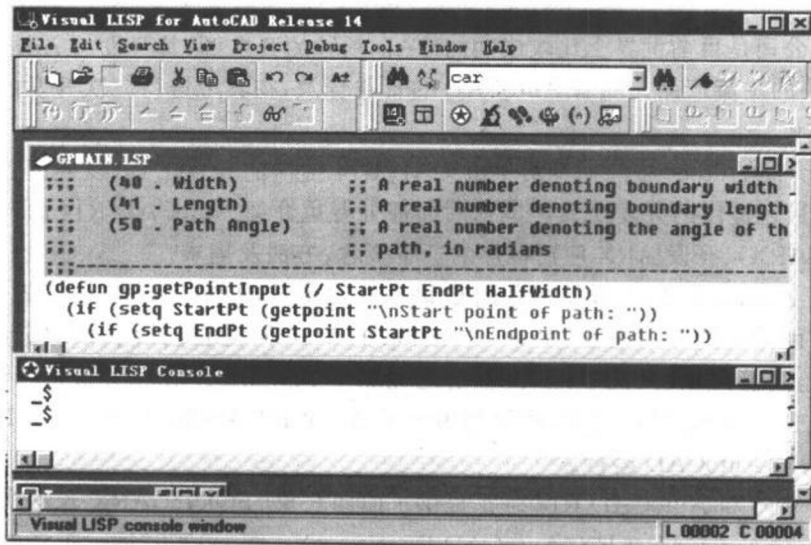 Visual LISP for AutoCAD Release 14
File Edit Search View Project Debug Tools Window Help
car
GPMAIN.LSP
;;; (40 . Width) ;; A real number denoting boundary width
;;; (41 . Length) ;; A real number denoting boundary length
;;; (50 . Path Angle) ;; A real number denoting the angle of th
;;; ;; path, in radians
;;;--------------------------------------------------------------
(defun gp:getPointInput (/ StartPt EndPt HalfWidth)
(if (setq StartPt (getpoint "\nStart point of path: "))
(if (setq EndPt (getpoint StartPt "\nEndpoint of path: "))
Visual LISP Console
_$
_$
Visual LISP console window
L 00002 C 00004